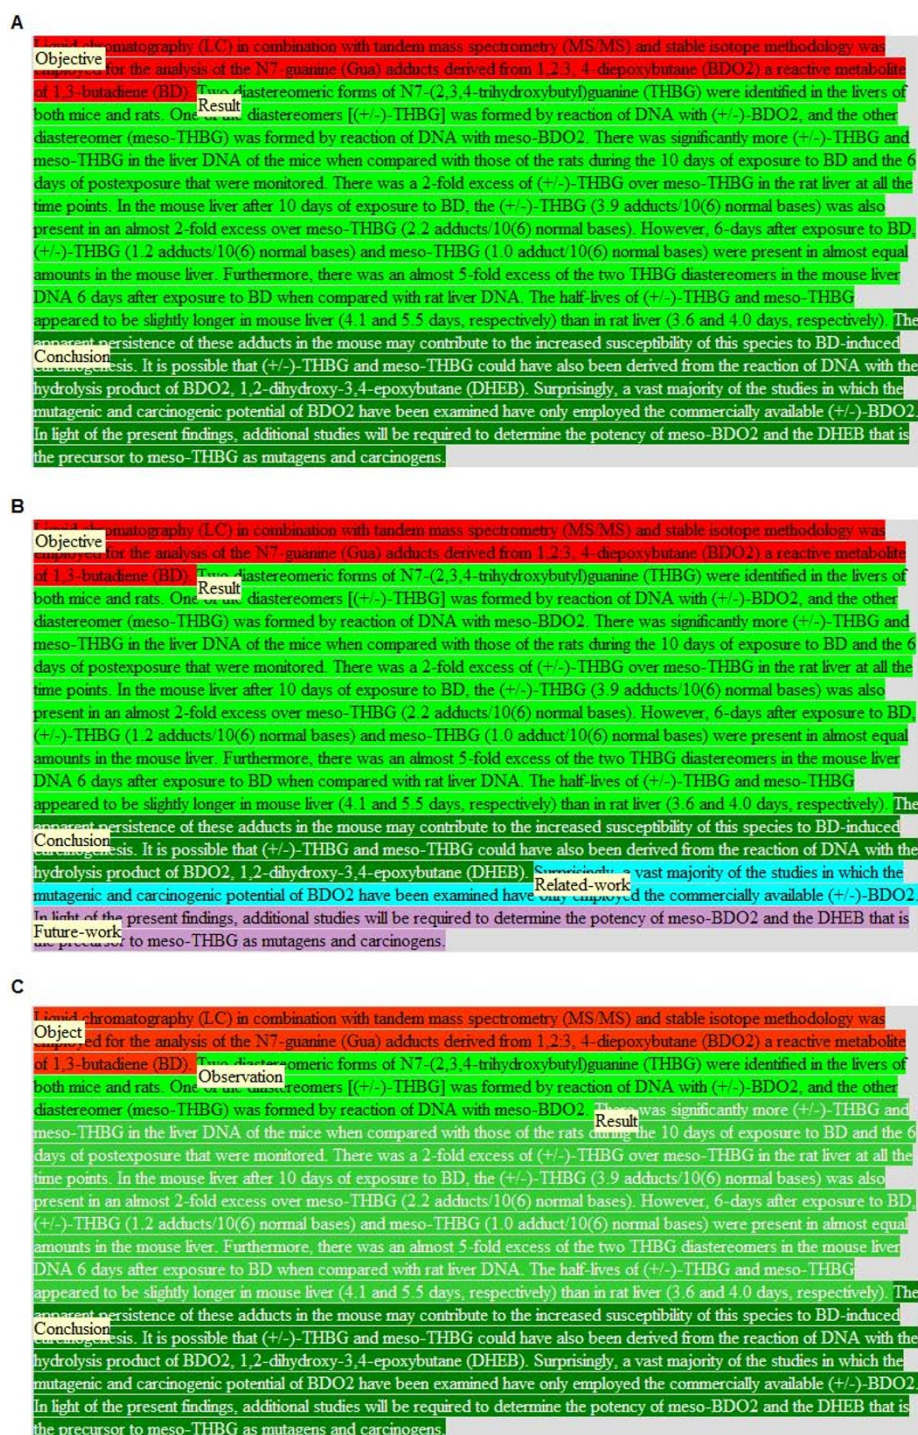 A
Liquid chromatography (LC) in combination with tandem mass spectrometry (MS/MS) and stable isotope methodology was
Objective
employed for the analysis of the N7-guanine (Gua) adducts derived from 1,2:3, 4-diepoxybutane (BDO2) a reactive metabolite
of 1,3-butadiene (BD). Two diastereomeric forms of N7-(2,3,4-trihydroxybutyl)guanine (THBG) were identified in the livers of
Result
both mice and rats. One of the diastereomers [(+/-)-THBG] was formed by reaction of DNA with (+/-)-BDO2, and the other
diastereomer (meso-THBG) was formed by reaction of DNA with meso-BDO2. There was significantly more (+/-)-THBG and
meso-THBG in the liver DNA of the mice when compared with those of the rats during the 10 days of exposure to BD and the 6
days of postexposure that were monitored. There was a 2-fold excess of (+/-)-THBG over meso-THBG in the rat liver at all the
time points. In the mouse liver after 10 days of exposure to BD, the (+/-)-THBG (3.9 adducts/10(6) normal bases) was also
present in an almost 2-fold excess over meso-THBG (2.2 adducts/10(6) normal bases). However, 6-days after exposure to BD,
(+/-)-THBG (1.2 adducts/10(6) normal bases) and meso-THBG (1.0 adduct/10(6) normal bases) were present in almost equal
amounts in the mouse liver. Furthermore, there was an almost 5-fold excess of the two THBG diastereomers in the mouse liver
DNA 6 days after exposure to BD when compared with rat liver DNA. The half-lives of (+/-)-THBG and meso-THBG
appeared to be slightly longer in mouse liver (4.1 and 5.5 days, respectively) than in rat liver (3.6 and 4.0 days, respectively). The
apparent persistence of these adducts in the mouse may contribute to the increased susceptibility of this species to BD-induced
Conclusion
carcinogenesis. It is possible that (+/-)-THBG and meso-THBG could have also been derived from the reaction of DNA with the
hydrolysis product of BDO2, 1,2-dihydroxy-3,4-epoxybutane (DHEB). Surprisingly, a vast majority of the studies in which the
mutagenic and carcinogenic potential of BDO2 have been examined have only employed the commercially available (+/-)-BDO2.
In light of the present findings, additional studies will be required to determine the potency of meso-BDO2 and the DHEB that is
the precursor to meso-THBG as mutagens and carcinogens.
B
Liquid chromatography (LC) in combination with tandem mass spectrometry (MS/MS) and stable isotope methodology was
Objective
employed for the analysis of the N7-guanine (Gua) adducts derived from 1,2:3, 4-diepoxybutane (BDO2) a reactive metabolite
of 1,3-butadiene (BD). Two diastereomeric forms of N7-(2,3,4-trihydroxybutyl)guanine (THBG) were identified in the livers of
Result
both mice and rats. One of the diastereomers [(+/-)-THBG] was formed by reaction of DNA with (+/-)-BDO2, and the other
diastereomer (meso-THBG) was formed by reaction of DNA with meso-BDO2. There was significantly more (+/-)-THBG and
meso-THBG in the liver DNA of the mice when compared with those of the rats during the 10 days of exposure to BD and the 6
days of postexposure that were monitored. There was a 2-fold excess of (+/-)-THBG over meso-THBG in the rat liver at all the
time points. In the mouse liver after 10 days of exposure to BD, the (+/-)-THBG (3.9 adducts/10(6) normal bases) was also
present in an almost 2-fold excess over meso-THBG (2.2 adducts/10(6) normal bases). However, 6-days after exposure to BD,
(+/-)-THBG (1.2 adducts/10(6) normal bases) and meso-THBG (1.0 adduct/10(6) normal bases) were present in almost equal
amounts in the mouse liver. Furthermore, there was an almost 5-fold excess of the two THBG diastereomers in the mouse liver
DNA 6 days after exposure to BD when compared with rat liver DNA. The half-lives of (+/-)-THBG and meso-THBG
appeared to be slightly longer in mouse liver (4.1 and 5.5 days, respectively) than in rat liver (3.6 and 4.0 days, respectively). The
apparent persistence of these adducts in the mouse may contribute to the increased susceptibility of this species to BD-induced
Conclusion
carcinogenesis. It is possible that (+/-)-THBG and meso-THBG could have also been derived from the reaction of DNA with the
hydrolysis product of BDO2, 1,2-dihydroxy-3,4-epoxybutane (DHEB). Surprisingly, a vast majority of the studies in which the
Related-work
mutagenic and carcinogenic potential of BDO2 have been examined have only employed the commercially available (+/-)-BDO2.
In light of the present findings, additional studies will be required to determine the potency of meso-BDO2 and the DHEB that is
Future-work
the precursor to meso-THBG as mutagens and carcinogens.
C
Liquid chromatography (LC) in combination with tandem mass spectrometry (MS/MS) and stable isotope methodology was
Object
employed for the analysis of the N7-guanine (Gua) adducts derived from 1,2:3, 4-diepoxybutane (BDO2) a reactive metabolite
of 1,3-butadiene (BD). Two diastereomeric forms of N7-(2,3,4-trihydroxybutyl)guanine (THBG) were identified in the livers of
Observation
both mice and rats. One of the diastereomers [(+/-)-THBG] was formed by reaction of DNA with (+/-)-BDO2, and the other
diastereomer (meso-THBG) was formed by reaction of DNA with meso-BDO2. There was significantly more (+/-)-THBG and
Result
meso-THBG in the liver DNA of the mice when compared with those of the rats during the 10 days of exposure to BD and the 6
days of postexposure that were monitored. There was a 2-fold excess of (+/-)-THBG over meso-THBG in the rat liver at all the
time points. In the mouse liver after 10 days of exposure to BD, the (+/-)-THBG (3.9 adducts/10(6) normal bases) was also
present in an almost 2-fold excess over meso-THBG (2.2 adducts/10(6) normal bases). However, 6-days after exposure to BD,
(+/-)-THBG (1.2 adducts/10(6) normal bases) and meso-THBG (1.0 adduct/10(6) normal bases) were present in almost equal
amounts in the mouse liver. Furthermore, there was an almost 5-fold excess of the two THBG diastereomers in the mouse liver
DNA 6 days after exposure to BD when compared with rat liver DNA. The half-lives of (+/-)-THBG and meso-THBG
appeared to be slightly longer in mouse liver (4.1 and 5.5 days, respectively) than in rat liver (3.6 and 4.0 days, respectively). The
apparent persistence of these adducts in the mouse may contribute to the increased susceptibility of this species to BD-induced
Conclusion
carcinogenesis. It is possible that (+/-)-THBG and meso-THBG could have also been derived from the reaction of DNA with the
hydrolysis product of BDO2, 1,2-dihydroxy-3,4-epoxybutane (DHEB). Surprisingly, a vast majority of the studies in which the
mutagenic and carcinogenic potential of BDO2 have been examined have only employed the commercially available (+/-)-BDO2.
In light of the present findings, additional studies will be required to determine the potency of meso-BDO2 and the DHEB that is
the precursor to meso-THBG as mutagens and carcinogens.